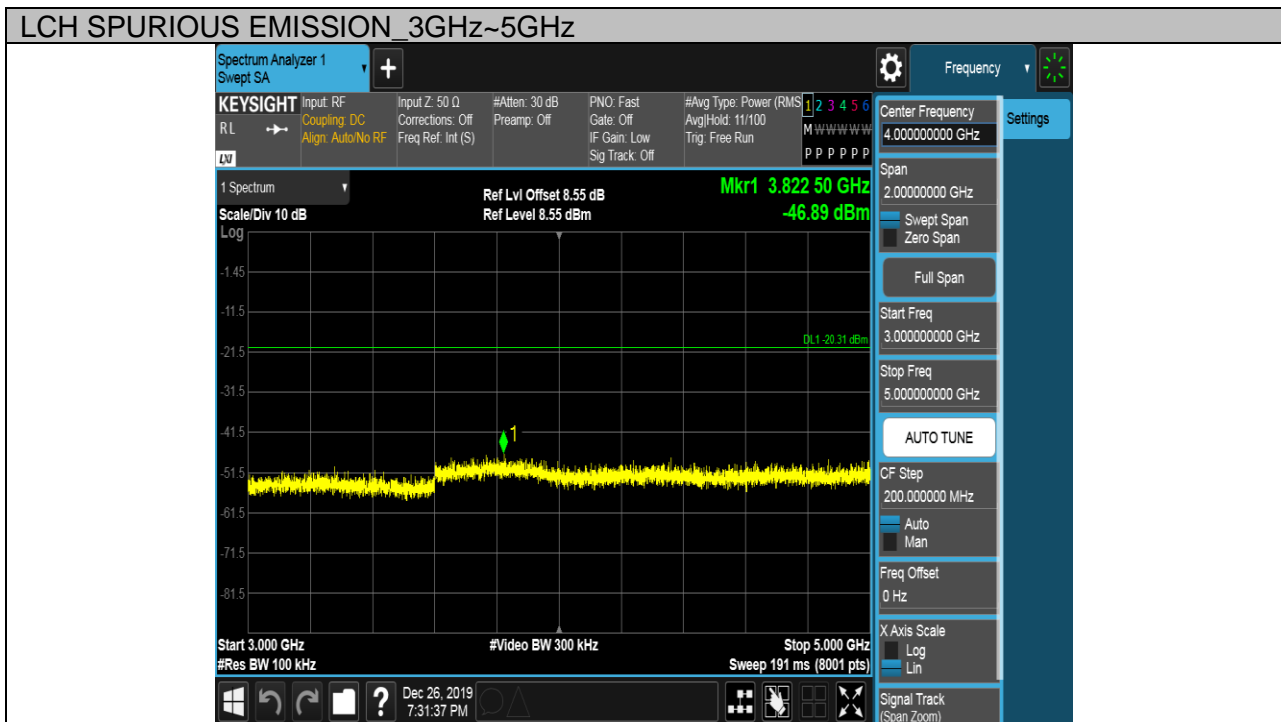 LCH SPURIOUS EMISSION_3GHz~5GHz
Spectrum Analyzer 1
Swept SA
Frequency
KEYSIGHT
RL
LXI
Input: RF
Coupling: DC
Align: Auto/No RF
Input Z: 50 Ω
Corrections: Off
Freq Ref: Int (S)
#Atten: 30 dB
Preamp: Off
PNO: Fast
Gate: Off
IF Gain: Low
Sig Track: Off
#Avg Type: Power (RMS
Avg|Hold: 11/100
Trig: Free Run
1 2 3 4 5 6
M W W W W W
P P P P P P
Center Frequency
4.000000000 GHz
Settings
1 Spectrum
Ref Lvl Offset 8.55 dB
Mkr1 3.822 50 GHz
Scale/Div 10 dB
Ref Level 8.55 dBm
-46.89 dBm
Log
-1.45
-11.5
DL1 -20.31 dBm
-21.5
-31.5
-41.5
1
-51.5
-61.5
-71.5
-81.5
Start 3.000 GHz
#Video BW 300 kHz
Stop 5.000 GHz
#Res BW 100 kHz
Sweep 191 ms (8001 pts)
Span
2.00000000 GHz
Swept Span
Zero Span
Full Span
Start Freq
3.000000000 GHz
Stop Freq
5.000000000 GHz
AUTO TUNE
CF Step
200.000000 MHz
Auto
Man
Freq Offset
0 Hz
X Axis Scale
Log
Lin
Signal Track
(Span Zoom)
?
Dec 26, 2019
7:31:37 PM